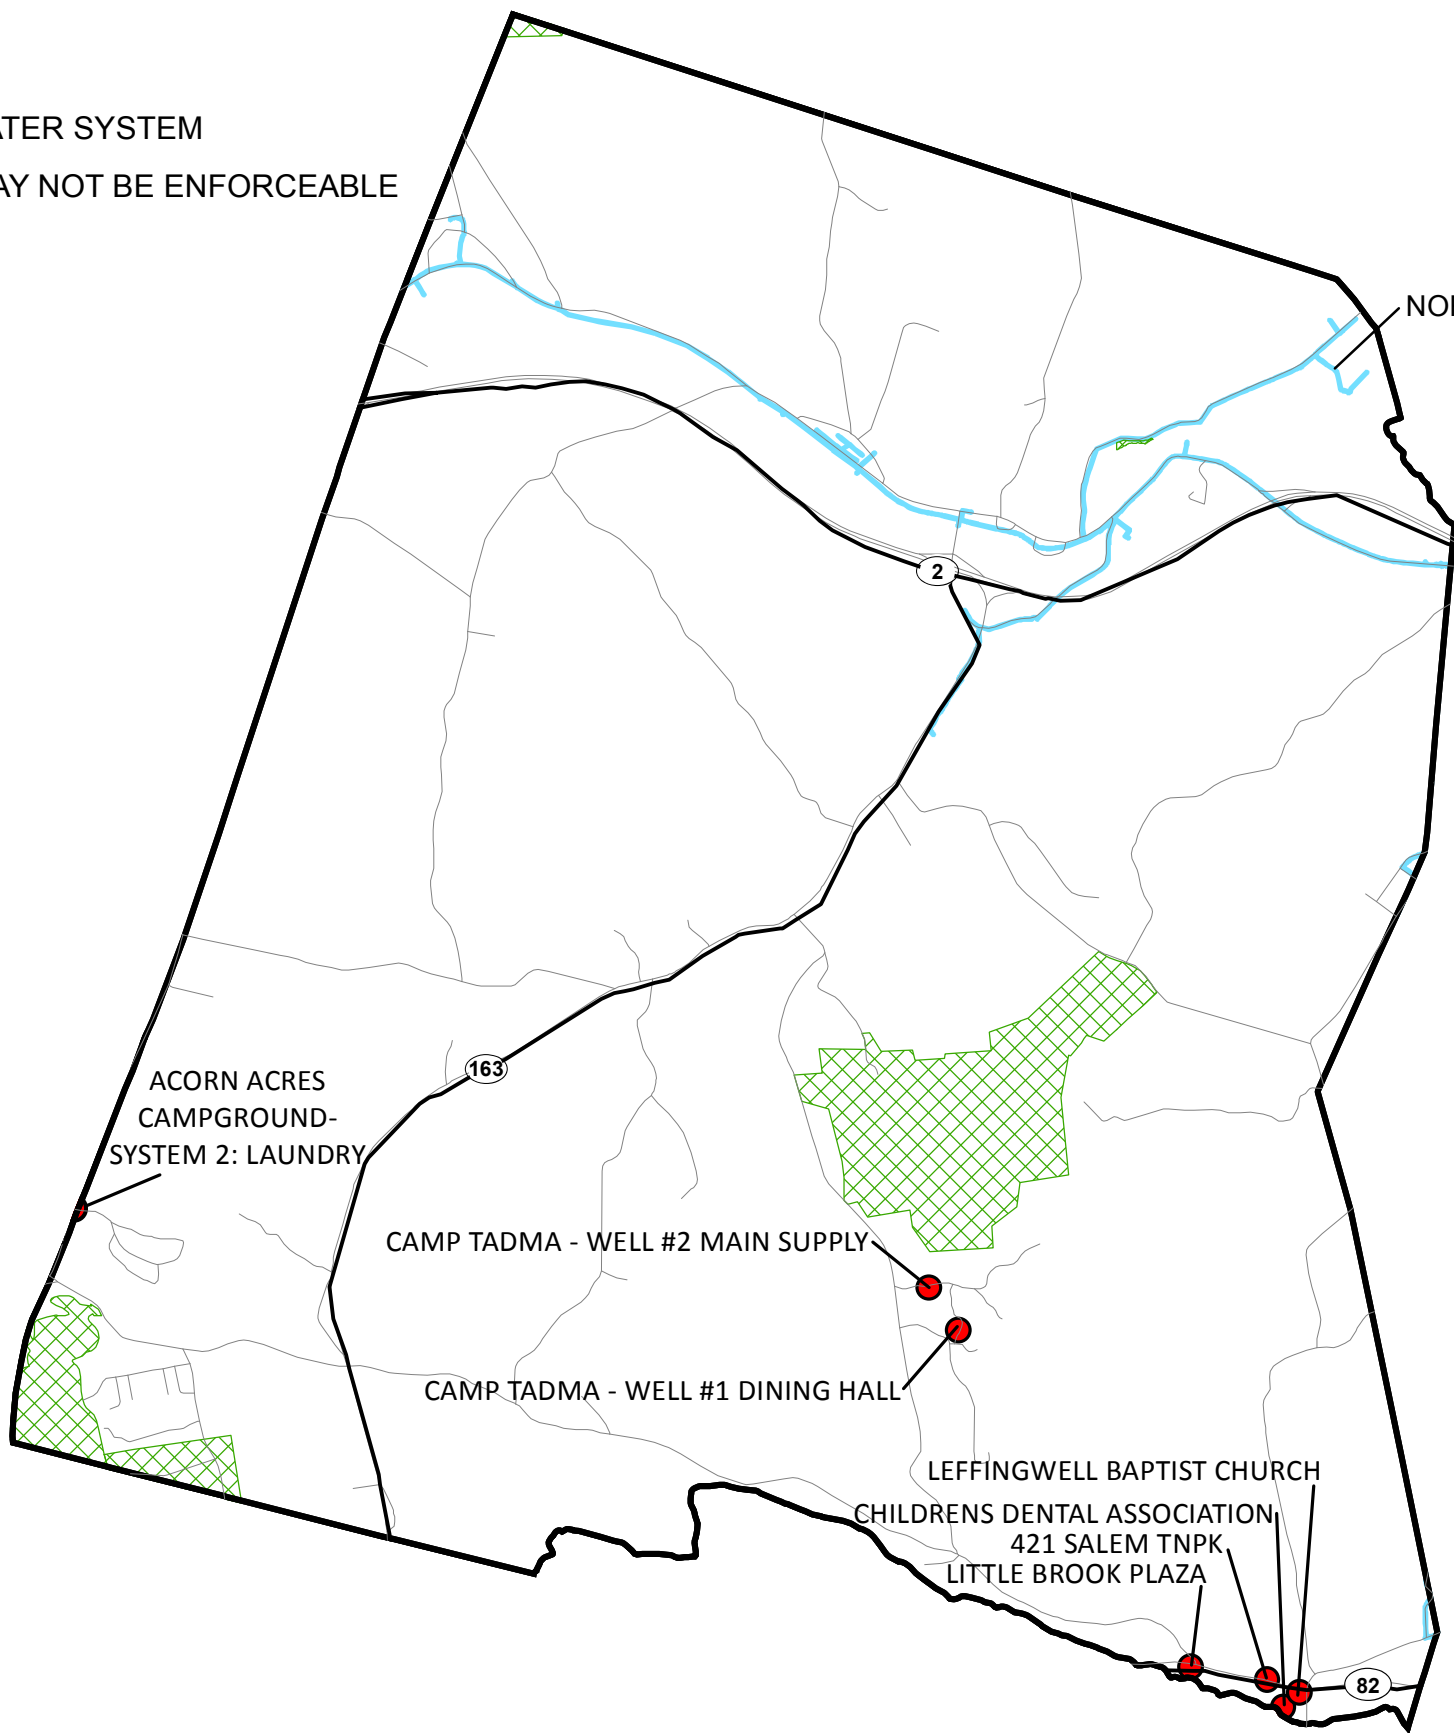 ATER SYSTEM
AY NOT BE ENFORCEABLE
NOR
2
163
ACORN ACRES
CAMPGROUND-
SYSTEM 2: LAUNDRY
CAMP TADMA - WELL #2 MAIN SUPPLY
CAMP TADMA - WELL #1 DINING HALL
LEFFINGWELL BAPTIST CHURCH
CHILDRENS DENTAL ASSOCIATION
421 SALEM TNPK
LITTLE BROOK PLAZA
82